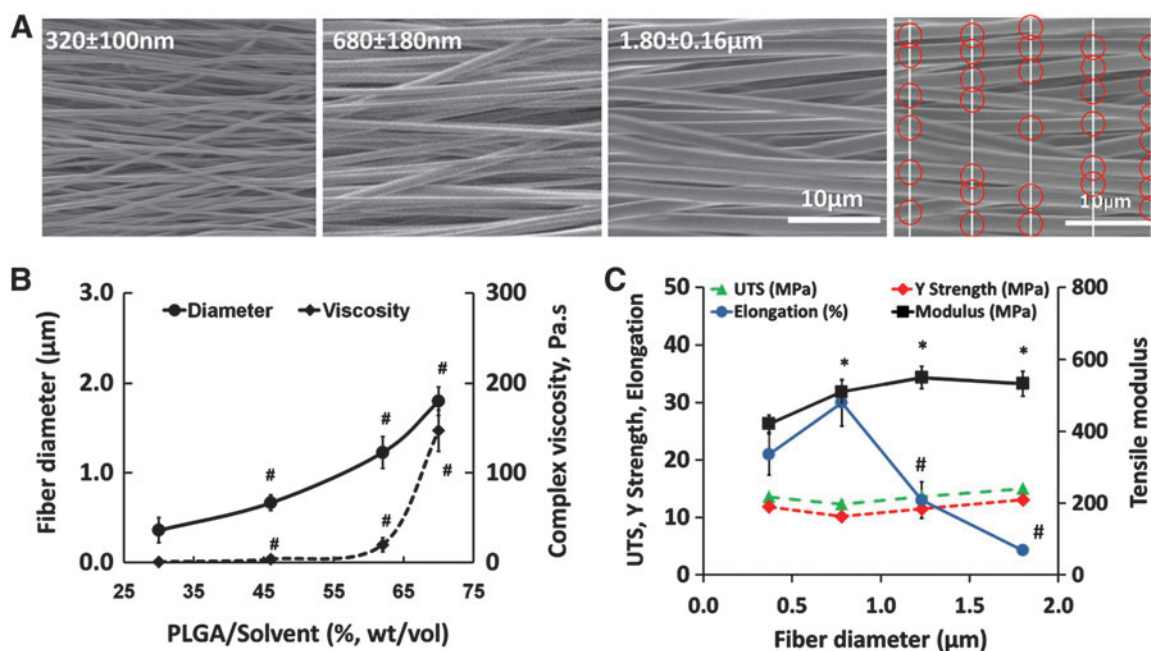 A
320±100nm
680±180nm
1.80±0.16µm
10µm
10µm
B
3.0
2.0
1.0
0.0
Fiber diameter (µm)
Diameter
Viscosity
#
#
#
#
#
#
300
200
100
0
Complex viscosity, Pa.s
25
35
45
55
65
75
PLGA/Solvent (%, wt/vol)
C
50
40
30
20
10
0
UTS, Y Strength, Elongation
UTS (MPa)
Y Strength (MPa)
Elongation (%)
Modulus (MPa)
*
*
*
#
#
800
600
400
200
0
Tensile modulus
0.0
0.5
1.0
1.5
2.0
Fiber diameter (µm)